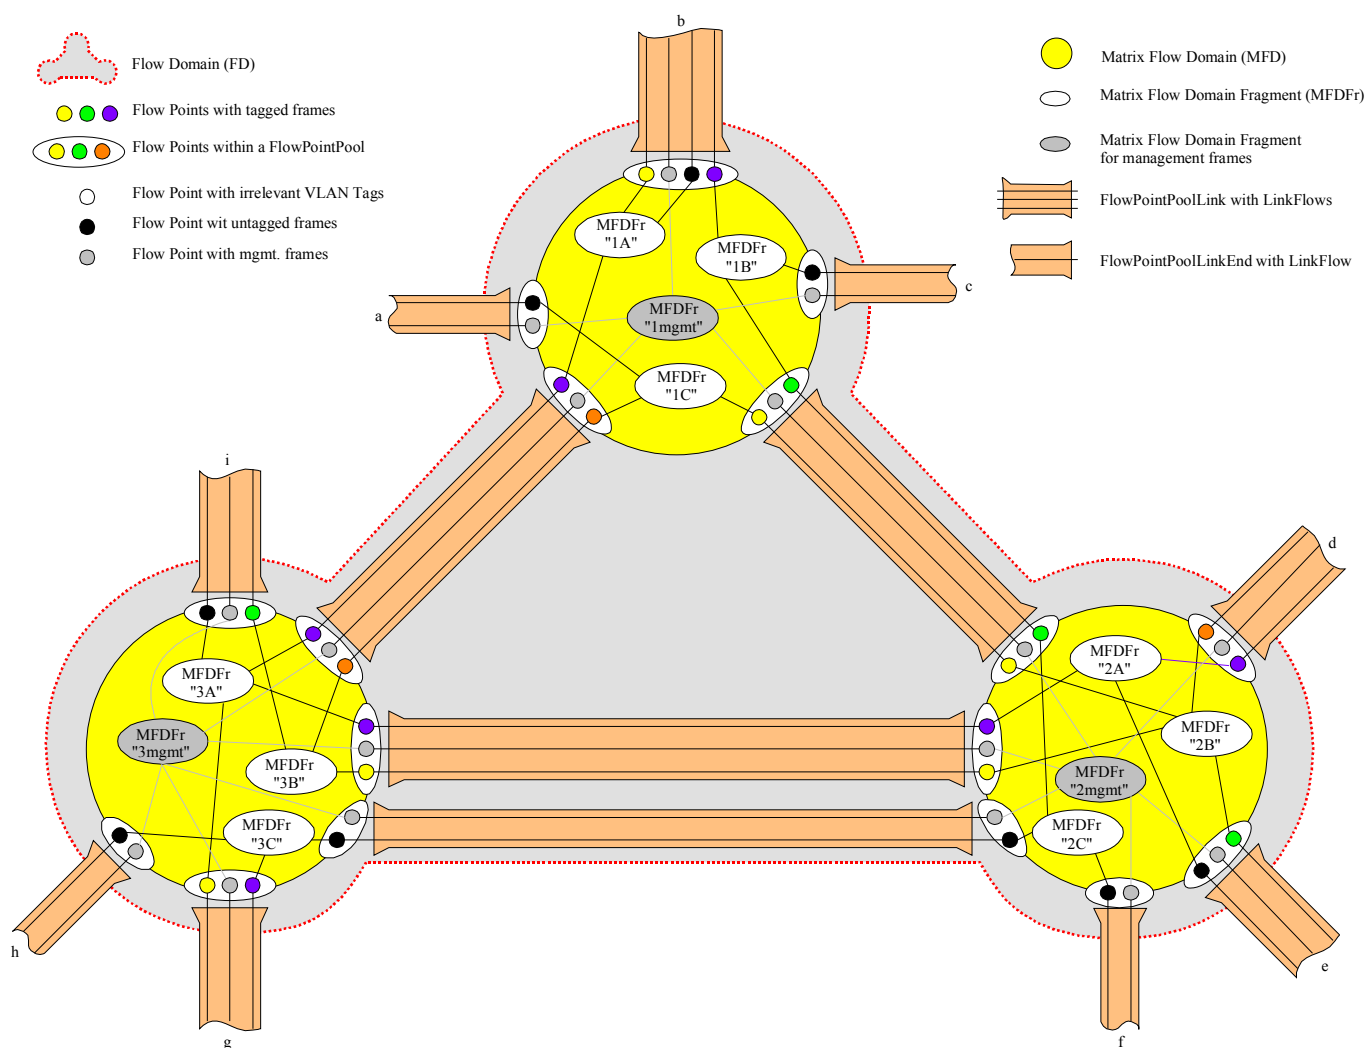 b
Flow Domain (FD)
Flow Points with tagged frames
Flow Points within a FlowPointPool
Flow Point with irrelevant VLAN Tags
Flow Point wit untagged frames
Flow Point with mgmt. frames
Matrix Flow Domain (MFD)
Matrix Flow Domain Fragment (MFDFr)
Matrix Flow Domain Fragment
for management frames
FlowPointPoolLink with LinkFlows
FlowPointPoolLinkEnd with LinkFlow
MFDFr
"1A"
MFDFr
"1B"
c
a
MFDFr
"1mgmt"
MFDFr
"1C"
i
d
MFDFr
"3A"
MFDFr
"3mgmt"
MFDFr
"3B"
MFDFr
"3C"
MFDFr
"2A"
MFDFr
"2B"
MFDFr
"2mgmt"
MFDFr
"2C"
h
g
f
e